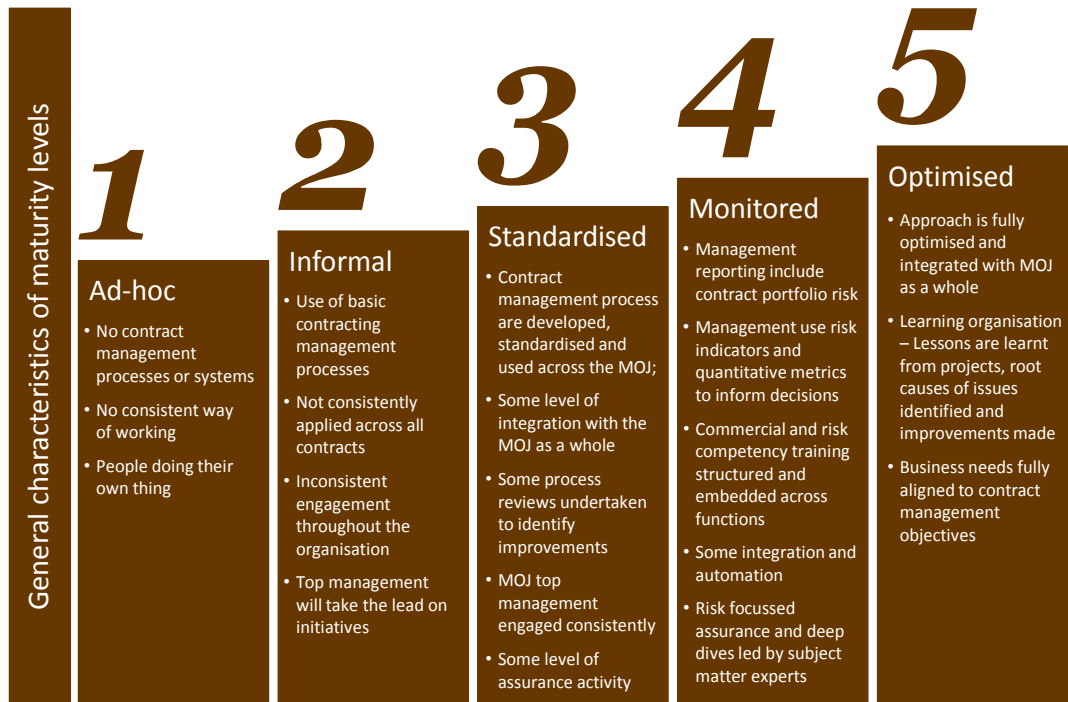 General characteristics of maturity levels
1
Ad-hoc
• No contract
management
processes or systems
• No consistent way
of working
• People doing their
own thing
2
Informal
• Use of basic
contracting
management
processes
• Not consistently
applied across all
contracts
• Inconsistent
engagement
throughout the
organisation
• Top management
will take the lead on
initiatives
3
Standardised
• Contract
management process
are developed,
standardised and
used across the MOJ;
• Some level of
integration with the
MOJ as a whole
• Some process
reviews undertaken
to identify
improvements
• MOJ top
management
engaged consistently
• Some level of
assurance activity
4
Monitored
• Management
reporting include
contract portfolio risk
• Management use risk
indicators and
quantitative metrics
to inform decisions
• Commercial and risk
competency training
structured and
embedded across
functions
• Some integration and
automation
• Risk focussed
assurance and deep
dives led by subject
matter experts
5
Optimised
• Approach is fully
optimised and
integrated with MOJ
as a whole
• Learning organisation
– Lessons are learnt
from projects, root
causes of issues
identified and
improvements made
• Business needs fully
aligned to contract
management
objectives